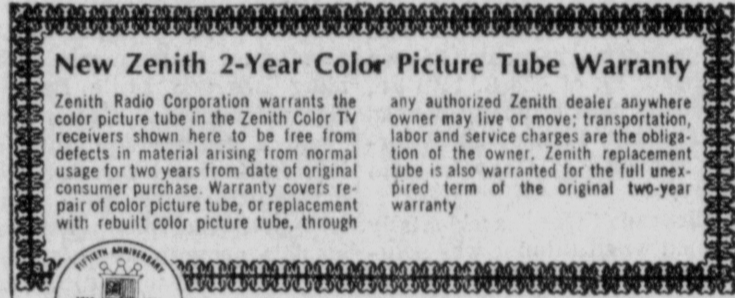 New Zenith 2-Year Color Picture Tube Warranty
Zenith Radio Corporation warrants the
color picture tube in the Zenith Color TV
receivers shown here to be free from
defects in material arising from normal
usage for two years from date of original
consumer purchase. Warranty covers re-
pair of color picture tube, or replacement
with rebuilt color picture tube, through
any authorized Zenith dealer anywhere
owner may live or move; transportation,
labor and service charges are the obliga-
tion of the owner. Zenith replacement
tube is also warranted for the full unex-
pired term of the original two-year
warranty
FIFTIETH ANNIVERSARY